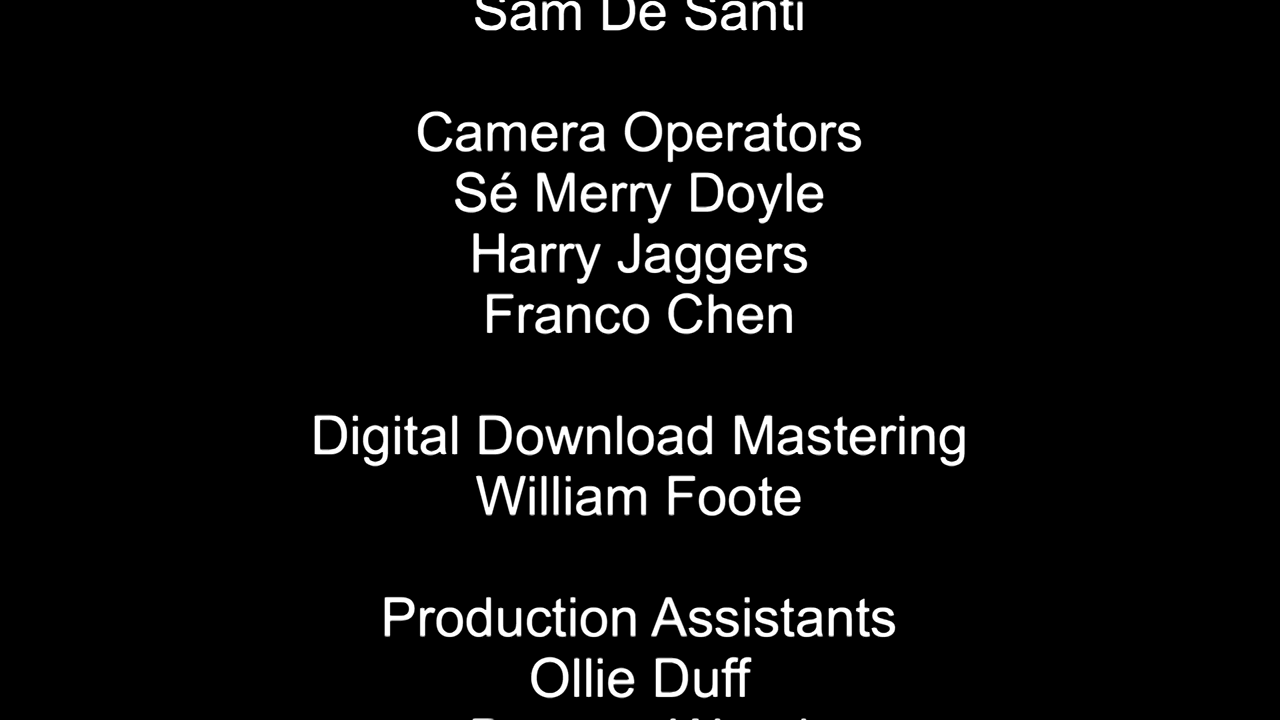 Sam De Santi
Camera Operators
Sé Merry Doyle
Harry Jaggers
Franco Chen
Digital Download Mastering
William Foote
Production Assistants
Ollie Duff